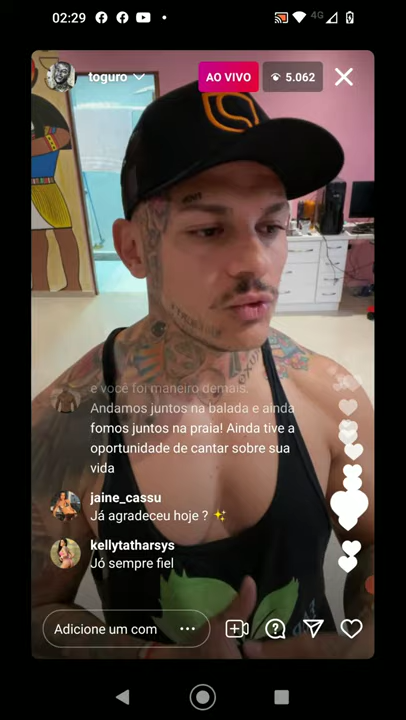 02:29
4G
toguro
AO VIVO
5.062
e você foi maneiro demais.
Andamos juntos na balada e ainda
fomos juntos na praia! Ainda tive a
oportunidade de cantar sobre sua
vida
jaine_cassu
Já agradeceu hoje ? ✨
kellytatharsys
Jó sempre fiel
Adicione um com